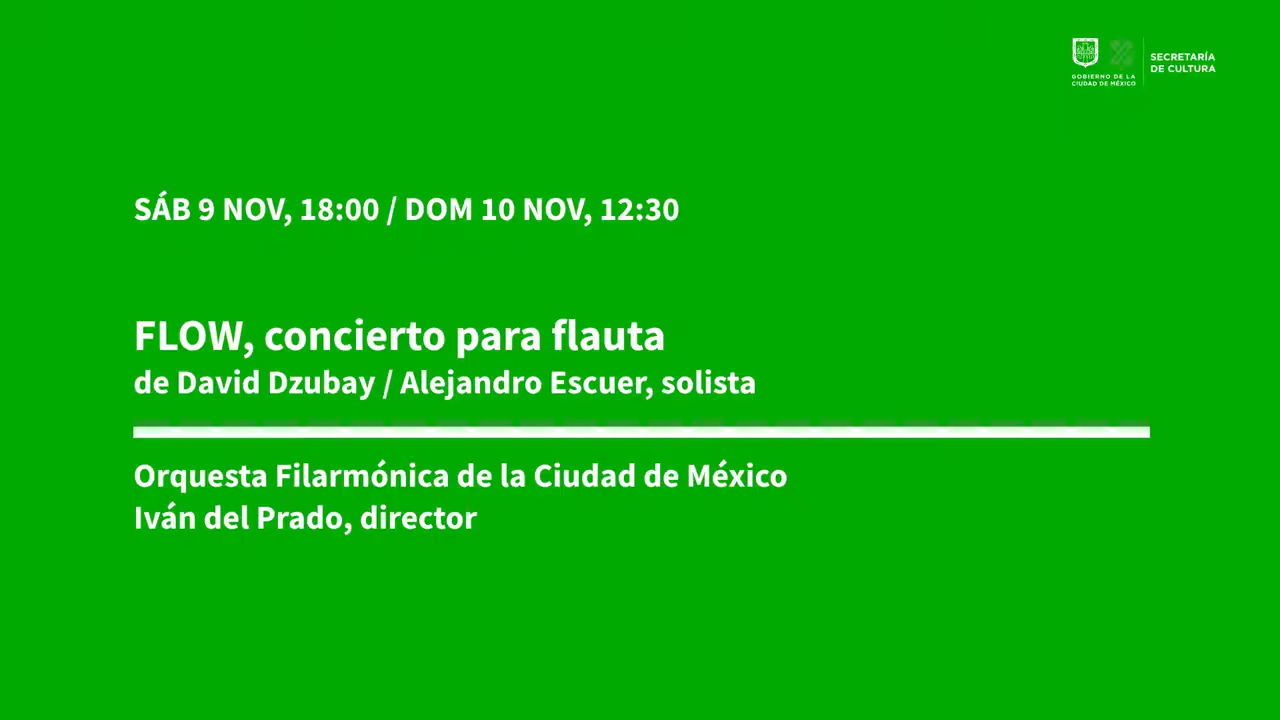 GOBIERNO DE LA
CIUDAD DE MÉXICO
SECRETARÍA
DE CULTURA
SÁB 9 NOV, 18:00 / DOM 10 NOV, 12:30
FLOW, concierto para flauta
de David Dzubay / Alejandro Escuer, solista
Orquesta Filarmónica de la Ciudad de México
Iván del Prado, director